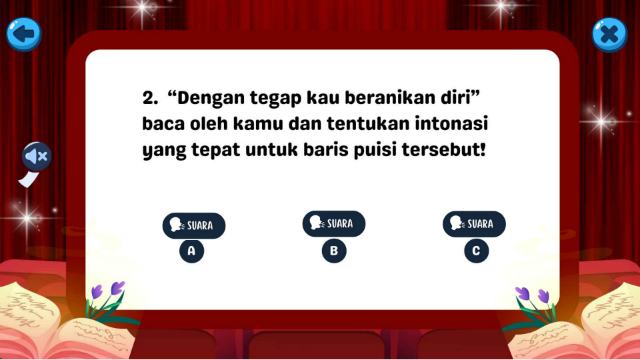 2. “Dengan tegap kau beranikan diri”
baca oleh kamu dan tentukan intonasi
yang tepat untuk baris puisi tersebut!
SUARA
SUARA
SUARA
A
B
C